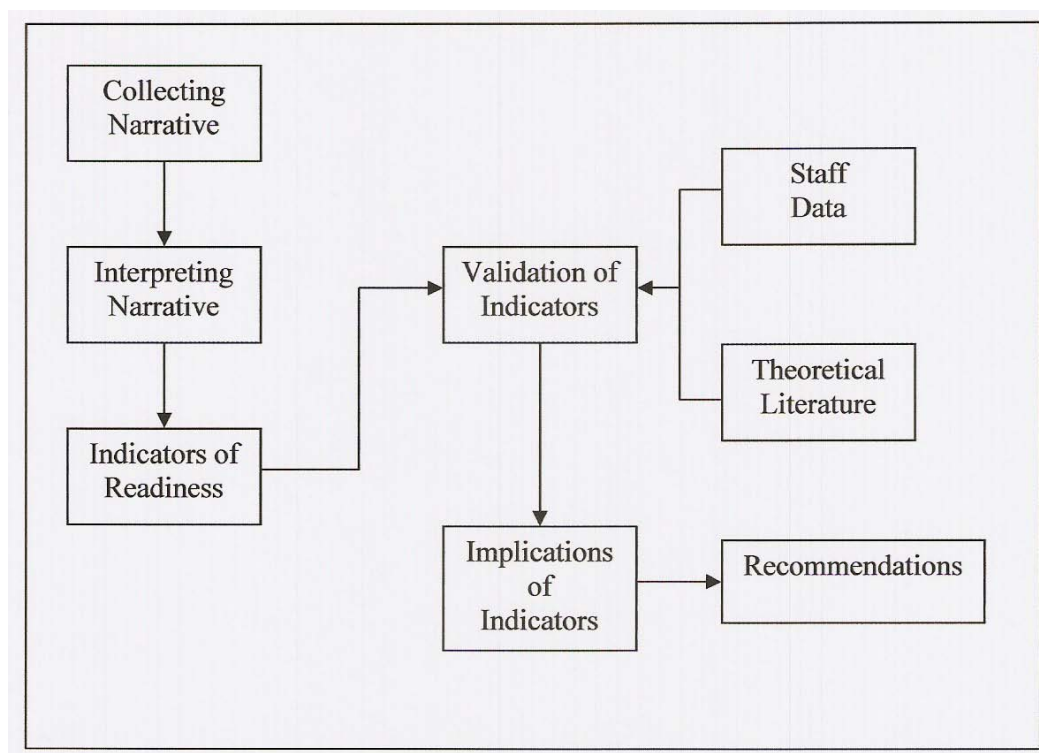 Collecting
Narrative
Interpreting
Narrative
Indicators of
Readiness
Validation of
Indicators
Staff
Data
Theoretical
Literature
Implications
of
Indicators
Recommendations